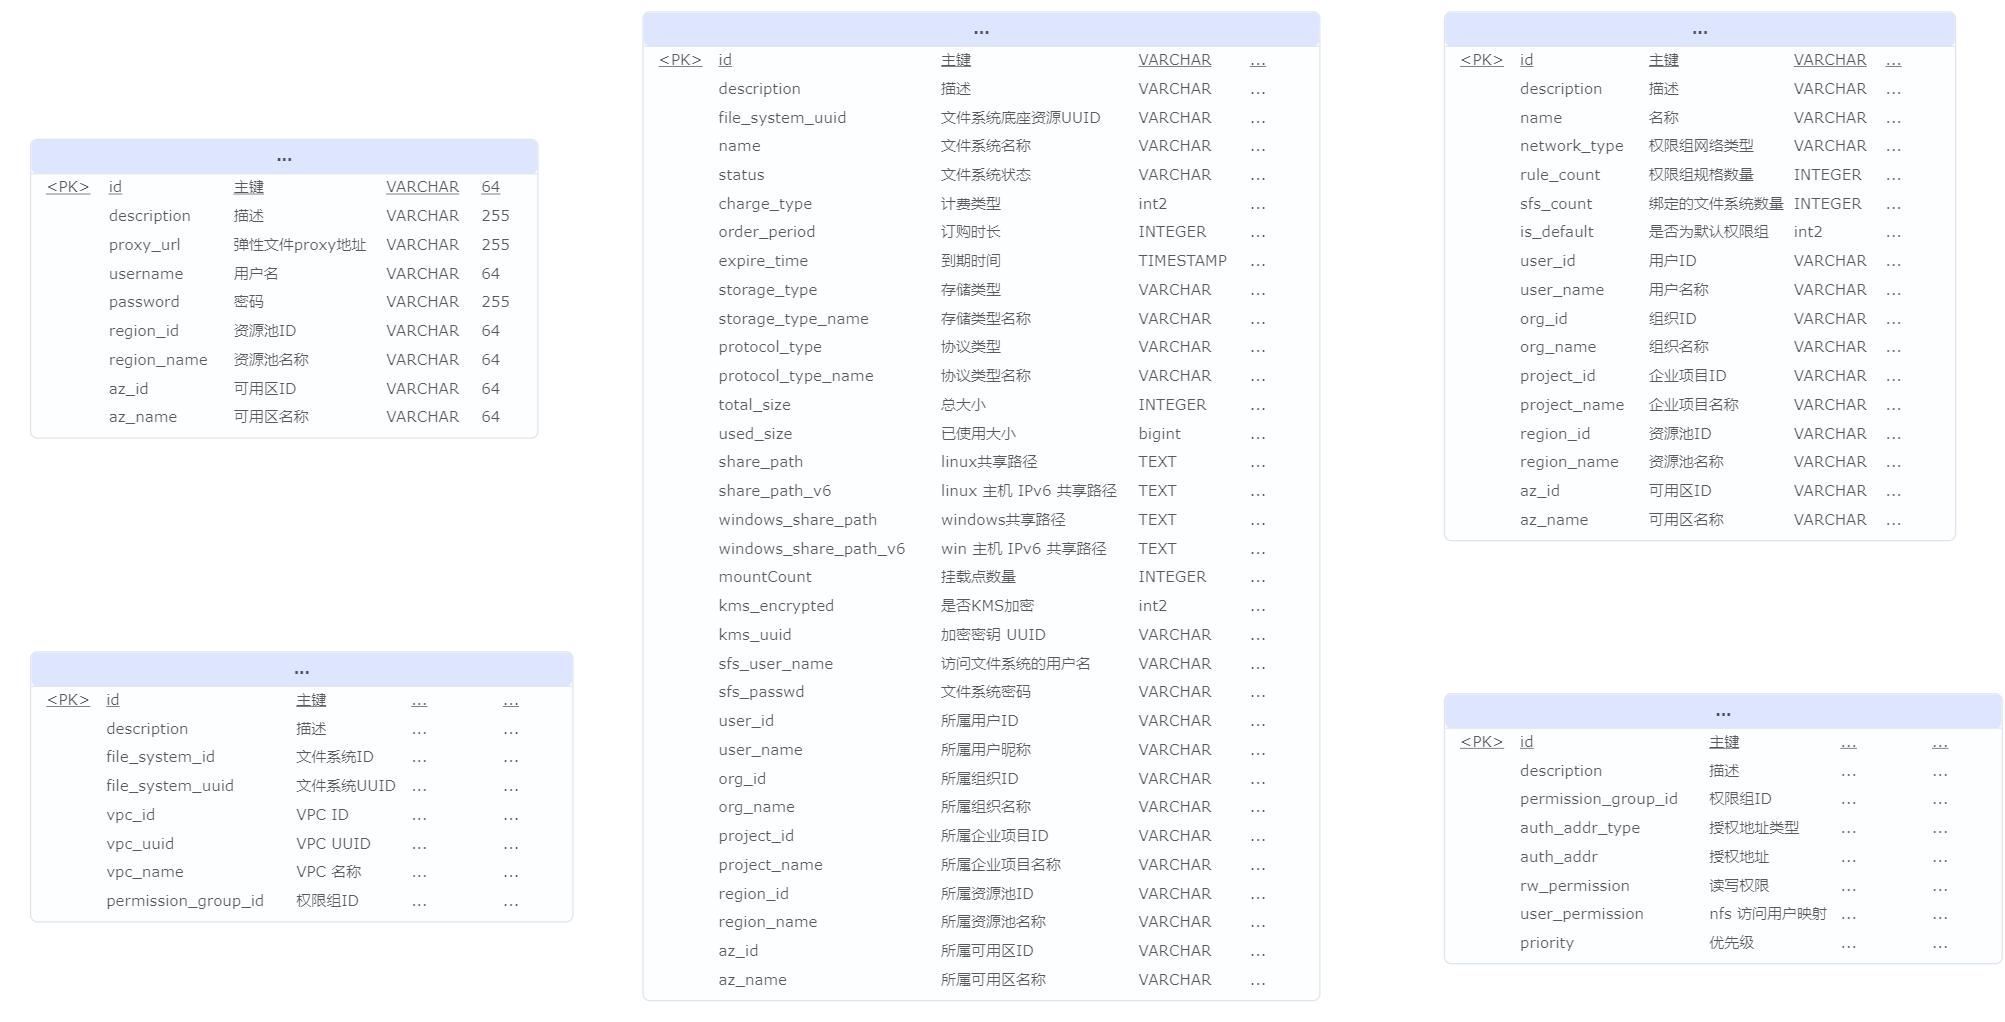 ...
<PK> id 主键 VARCHAR 64
description 描述 VARCHAR 255
proxy_url 弹性文件proxy地址 VARCHAR 255
username 用户名 VARCHAR 64
password 密码 VARCHAR 255
region_id 资源池ID VARCHAR 64
region_name 资源池名称 VARCHAR 64
az_id 可用区ID VARCHAR 64
az_name 可用区名称 VARCHAR 64
...
<PK> id 主键 ... ...
description 描述 ... ...
file_system_id 文件系统ID ... ...
file_system_uuid 文件系统UUID ... ...
vpc_id VPC ID ... ...
vpc_uuid VPC UUID ... ...
vpc_name VPC 名称 ... ...
permission_group_id 权限组ID ... ...
...
<PK> id 主键 VARCHAR ...
description 描述 VARCHAR ...
file_system_uuid 文件系统底座资源UUID VARCHAR ...
name 文件系统名称 VARCHAR ...
status 文件系统状态 VARCHAR ...
charge_type 计费类型 int2 ...
order_period 订购时长 INTEGER ...
expire_time 到期时间 TIMESTAMP ...
storage_type 存储类型 VARCHAR ...
storage_type_name 存储类型名称 VARCHAR ...
protocol_type 协议类型 VARCHAR ...
protocol_type_name 协议类型名称 VARCHAR ...
total_size 总大小 INTEGER ...
used_size 已使用大小 bigint ...
share_path linux共享路径 TEXT ...
share_path_v6 linux 主机 IPv6 共享路径 TEXT ...
windows_share_path windows共享路径 TEXT ...
windows_share_path_v6 win 主机 IPv6 共享路径 TEXT ...
mountCount 挂载点数量 INTEGER ...
kms_encrypted 是否KMS加密 int2 ...
kms_uuid 加密密钥 UUID VARCHAR ...
sfs_user_name 访问文件系统的用户名 VARCHAR ...
sfs_passwd 文件系统密码 VARCHAR ...
user_id 所属用户ID VARCHAR ...
user_name 所属用户昵称 VARCHAR ...
org_id 所属组织ID VARCHAR ...
org_name 所属组织名称 VARCHAR ...
project_id 所属企业项目ID VARCHAR ...
project_name 所属企业项目名称 VARCHAR ...
region_id 所属资源池ID VARCHAR ...
region_name 所属资源池名称 VARCHAR ...
az_id 所属可用区ID VARCHAR ...
az_name 所属可用区名称 VARCHAR ...
...
<PK> id 主键 VARCHAR ...
description 描述 VARCHAR ...
name 名称 VARCHAR ...
network_type 权限组网络类型 VARCHAR ...
rule_count 权限组规格数量 INTEGER ...
sfs_count 绑定的文件系统数量 INTEGER ...
is_default 是否为默认权限组 int2 ...
user_id 用户ID VARCHAR ...
user_name 用户名称 VARCHAR ...
org_id 组织ID VARCHAR ...
org_name 组织名称 VARCHAR ...
project_id 企业项目ID VARCHAR ...
project_name 企业项目名称 VARCHAR ...
region_id 资源池ID VARCHAR ...
region_name 资源池名称 VARCHAR ...
az_id 可用区ID VARCHAR ...
az_name 可用区名称 VARCHAR ...
...
<PK> id 主键 ... ...
description 描述 ... ...
permission_group_id 权限组ID ... ...
auth_addr_type 授权地址类型 ... ...
auth_addr 授权地址 ... ...
rw_permission 读写权限 ... ...
user_permission nfs 访问用户映射 ... ...
priority 优先级 ... ...